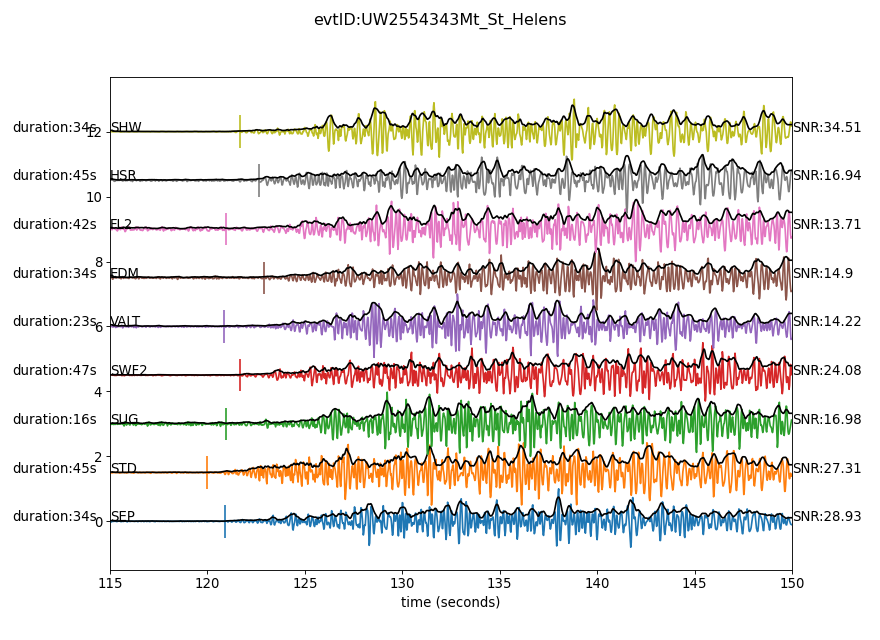 evtID:UW2554343Mt_St_Helens
duration:34s 12 SHW SNR:34.51
duration:45s HSR SNR:16.94
10
duration:42s FL2 SNR:13.71
8
duration:34s EDM SNR:14.9
duration:23s 6 VALT SNR:14.22
duration:47s SWF2 SNR:24.08
4
duration:16s SUG SNR:16.98
2
duration:45s STD SNR:27.31
duration:34s 0 SEP SNR:28.93
115 120 125 130 135 140 145 150
time (seconds)